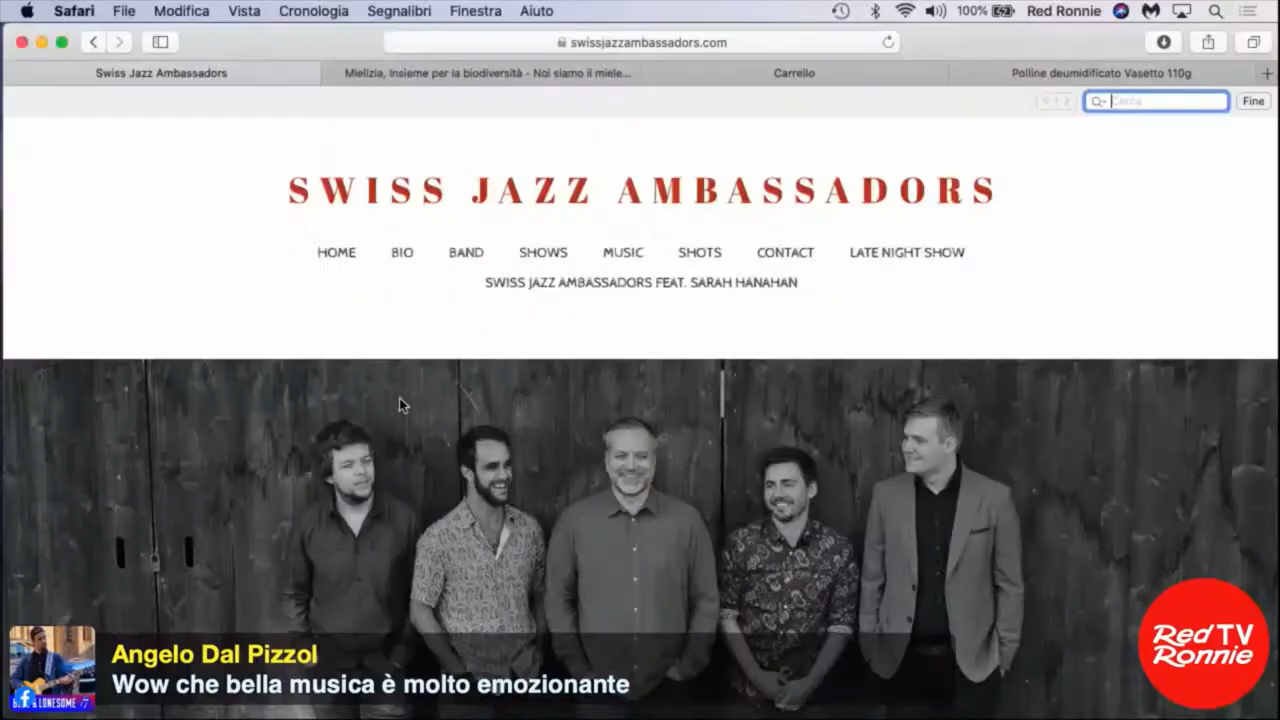 Safari File Modifica Vista Cronologia Segnalibri Finestra Aiuto 100% Red Ronnie
swissjazzambassadors.com
Swiss Jazz Ambassadors Mielizia, Insieme per la biodiversità - Noi siamo il miele... Carrello Polline deumidificato Vasetto 110g
Cerca Fine
SWISS JAZZ AMBASSADORS
HOME BIO BAND SHOWS MUSIC SHOTS CONTACT LATE NIGHT SHOW
SWISS JAZZ AMBASSADORS FEAT. SARAH HANAHAN
Angelo Dal Pizzol
Wow che bella musica è molto emozionante
LONESOME
Red TV
Ronnie